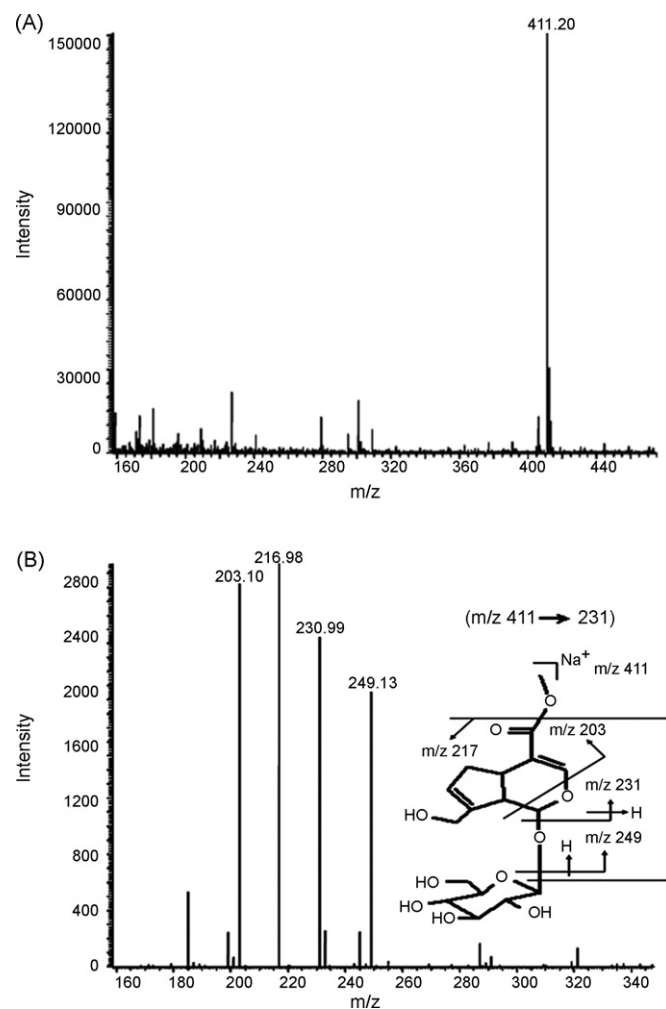 (A)
411.20
150000
120000
90000
60000
30000
0
Intensity
160 200 240 280 320 360 400 440
m/z
(B)
216.98
203.10
230.99
249.13
2800
2400
2000
1600
1200
800
400
0
Intensity
(m/z 411 → 231)
Na+ m/z 411
O
O
m/z 203
m/z 217
O
m/z 231
HO
H
O
H
m/z 249
HO
O
HO
HO
OH
160 180 200 220 240 260 280 300 320 340
m/z